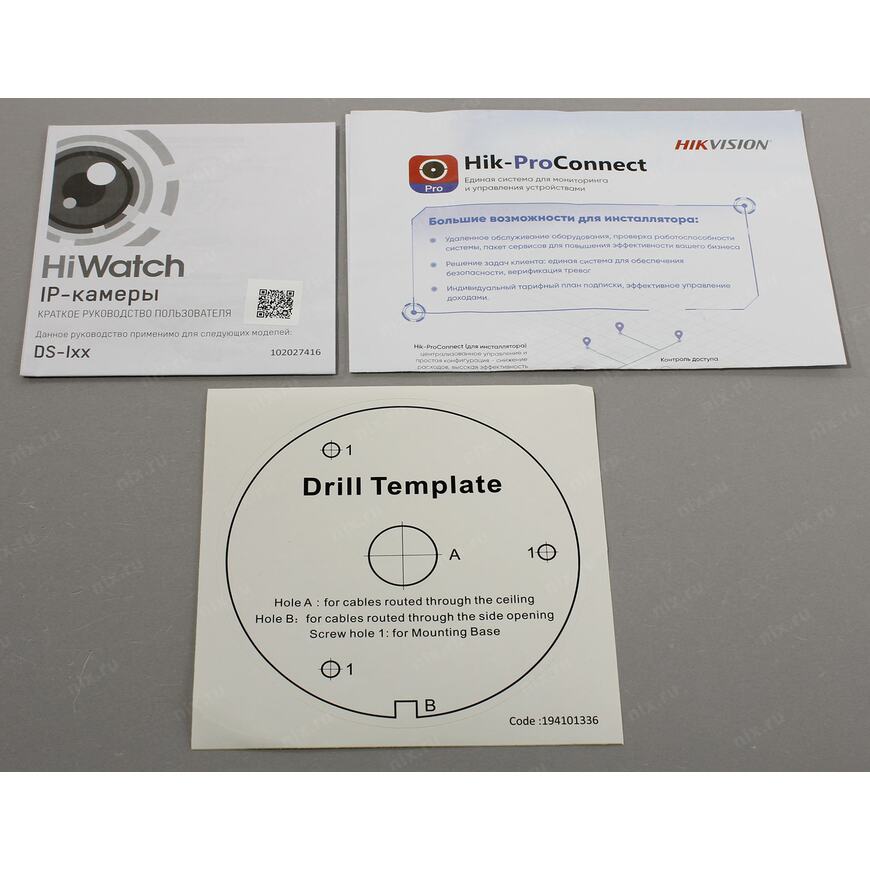 HiWatch
IP-камеры
КРАТКОЕ РУКОВОДСТВО ПОЛЬЗОВАТЕЛЯ
Данное руководство применимо для следующих моделей:
DS-Ixx
102027416
HIKVISION
Pro
Hik-ProConnect
Единая система для мониторинга
и управления устройствами
Большие возможности для инсталлятора:
Удаленное обслуживание оборудования, проверка работоспособности
системы, пакет сервисов для повышения эффективности вашего бизнеса
Решение задач клиента: единая система для обеспечения
безопасности, верификация тревог
Индивидуальный тарифный план подписки, эффективное управление
доходами.
Hik-ProConnect (для инсталлятора)
централизованное управление и
простая конфигурация - снижение
расходов, высокая эффективность
Контроль доступа
1
Drill Template
A
1
Hole A : for cables routed through the ceiling
Hole B: for cables routed through the side opening
Screw hole 1: for Mounting Base
1
B
Code :194101336
nix.ru